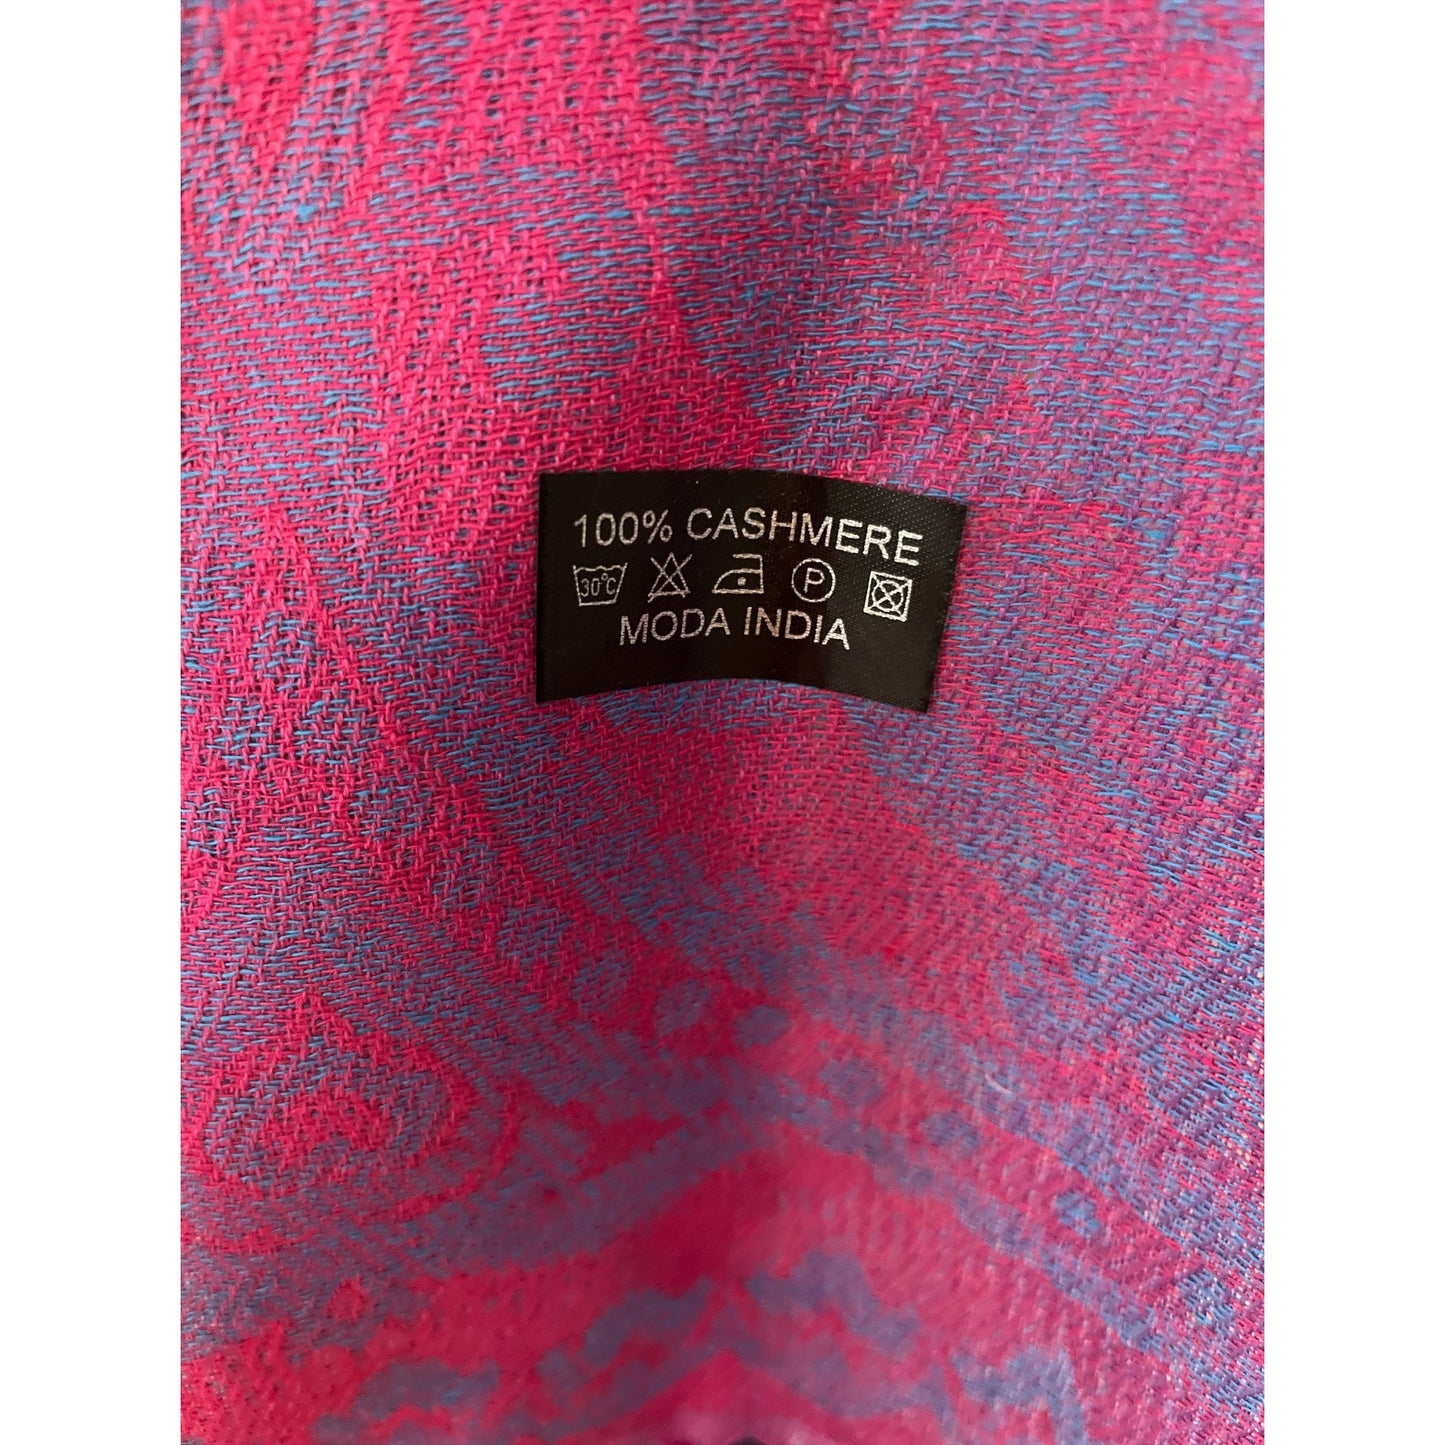 100% CASHMERE
30°C P
MODA INDIA